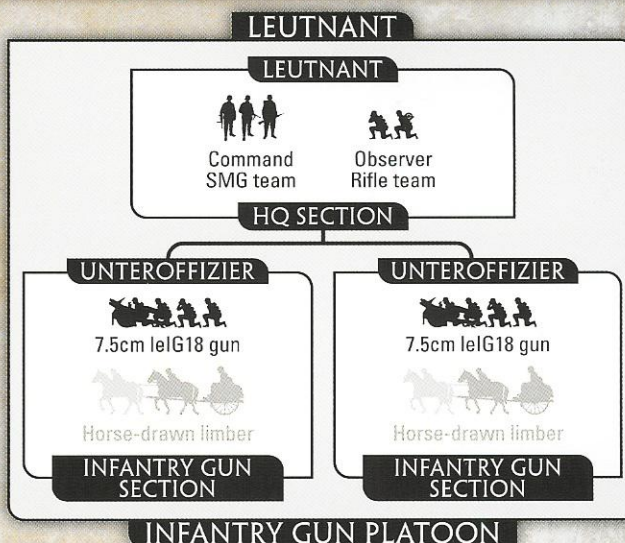 LEUTNANT
LEUTNANT
Command
SMG team
Observer
Rifle team
HQ SECTION
UNTEROFFIZIER
7.5cm leIG18 gun
Horse-drawn limber
INFANTRY GUN
SECTION
UNTEROFFIZIER
7.5cm leIG18 gun
Horse-drawn limber
INFANTRY GUN
SECTION
INFANTRY GUN PLATOON